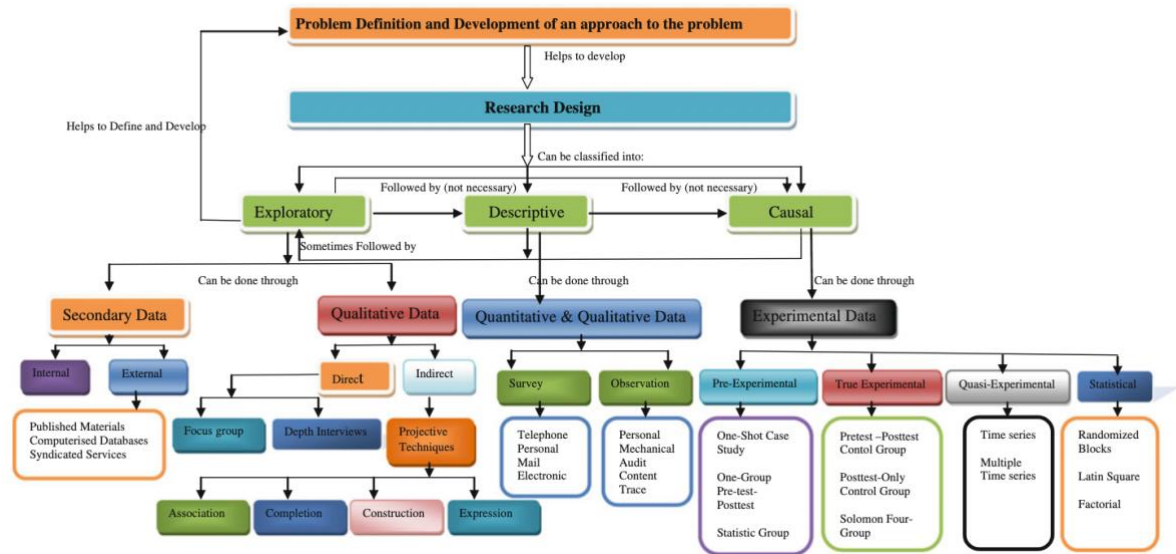 Problem Definition and Development of an approach to the problem
Helps to develop
Research Design
Helps to Define and Develop
Can be classified into:
Followed by (not necessary)
Followed by (not necessary)
Exploratory
Descriptive
Causal
Sometimes Followed by
Can be done through
Can be done through
Can be done through
Secondary Data
Qualitative Data
Quantitative & Qualitative Data
Experimental Data
Internal
External
Direct
Indirect
Survey
Observation
Pre-Experimental
True Experimental
Quasi-Experimental
Statistical
Published Materials
Computerised Databases
Syndicated Services
Focus group
Depth Interviews
Projective
Techniques
Telephone
Personal
Mail
Electronic
Personal
Mechanical
Audit
Content
Trace
One-Shot Case
Study
One-Group
Pre-test-
Posttest
Statistic Group
Pretest –Posttest
Contol Group
Posttest-Only
Control Group
Solomon Four-
Group
Time series
Multiple
Time series
Randomized
Blocks
Latin Square
Factorial
Association
Completion
Construction
Expression